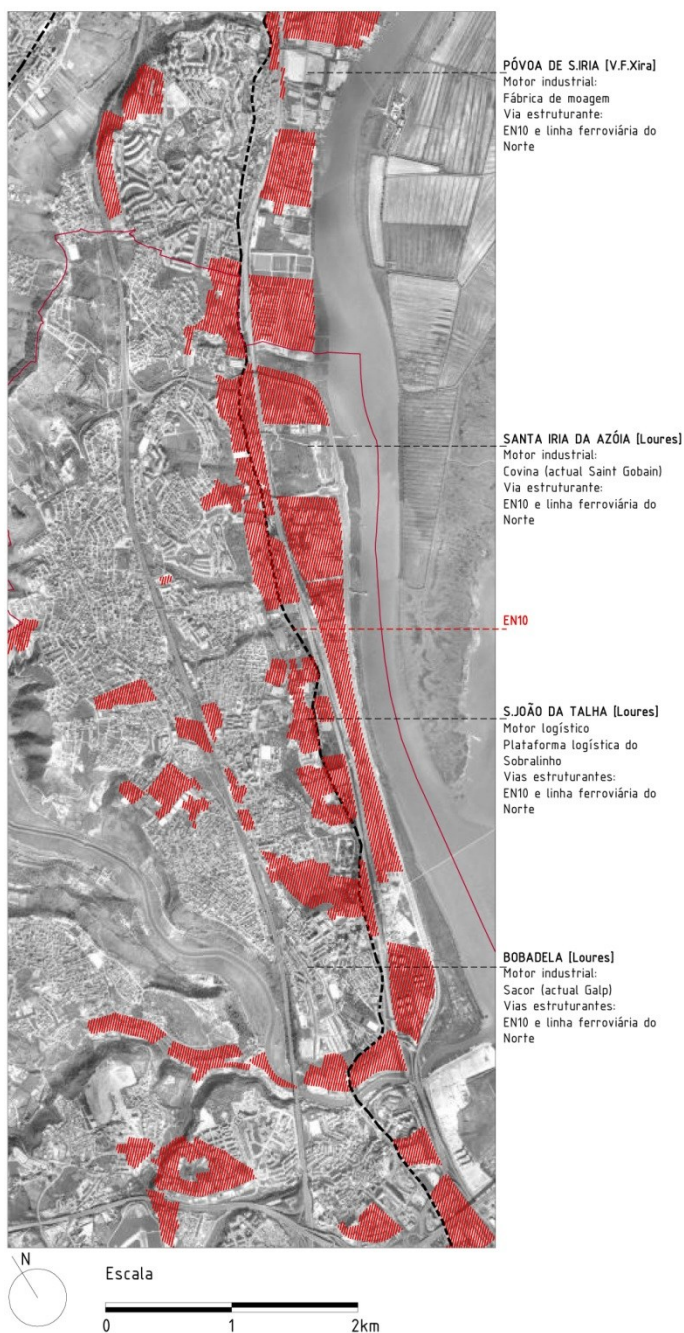 PÓVOA DE S.IRIA [V.F.Xira]
Motor industrial:
Fábrica de moagem
Via estruturante:
EN10 e linha ferroviária do
Norte
SANTA IRIA DA AZÓIA [Loures]
Motor industrial:
Covina (actual Saint Gobain)
Via estruturante:
EN10 e linha ferroviária do
Norte
EN10
S.JOÃO DA TALHA [Loures]
Motor logístico
Plataforma logística do
Sobralinho
Vias estruturantes:
EN10 e linha ferroviária do
Norte
BOBADELA [Loures]
Motor industrial:
Sacor (actual Galp)
Vias estruturantes:
EN10 e linha ferroviária do
Norte
N
Escala
0 1 2km